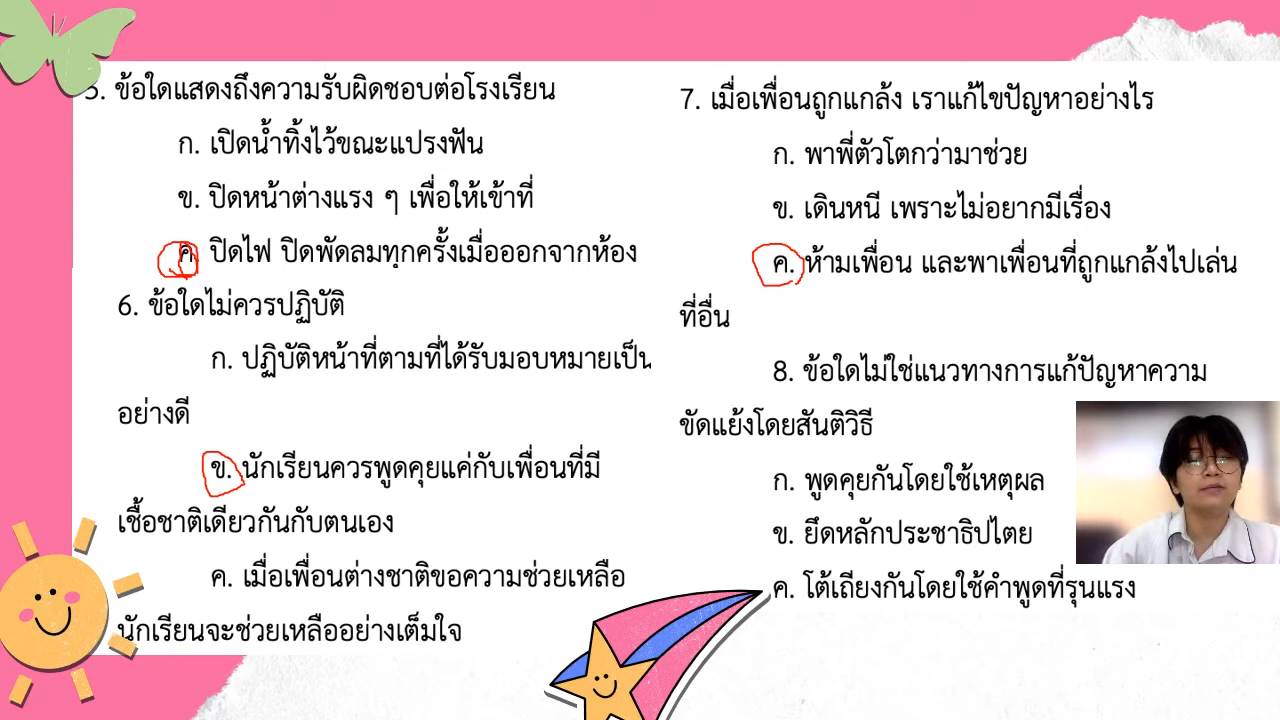 5. ข้อใดแสดงถึงความรับผิดชอบต่อโรงเรียน
ก. เปิดน้ำทิ้งไว้ขณะแปรงฟัน
ข. ปิดหน้าต่างแรง ๆ เพื่อให้เข้าที่
ค. ปิดไฟ ปิดพัดลมทุกครั้งเมื่อออกจากห้อง
6. ข้อใดไม่ควรปฏิบัติ
ก. ปฏิบัติหน้าที่ตามที่ได้รับมอบหมายเป็น
อย่างดี
ข. นักเรียนควรพูดคุยแค่กับเพื่อนที่มี
เชื้อชาติเดียวกันกับตนเอง
ค. เมื่อเพื่อนต่างชาติขอความช่วยเหลือ
นักเรียนจะช่วยเหลืออย่างเต็มใจ
7. เมื่อเพื่อนถูกแกล้ง เราแก้ไขปัญหาอย่างไร
ก. พาพี่ตัวโตกว่ามาช่วย
ข. เดินหนี เพราะไม่อยากมีเรื่อง
ค. ห้ามเพื่อน และพาเพื่อนที่ถูกแกล้งไปเล่น
ที่อื่น
8. ข้อใดไม่ใช่แนวทางการแก้ปัญหาความ
ขัดแย้งโดยสันติวิธี
ก. พูดคุยกันโดยใช้เหตุผล
ข. ยึดหลักประชาธิปไตย
ค. โต้เถียงกันโดยใช้คำพูดที่รุนแรง